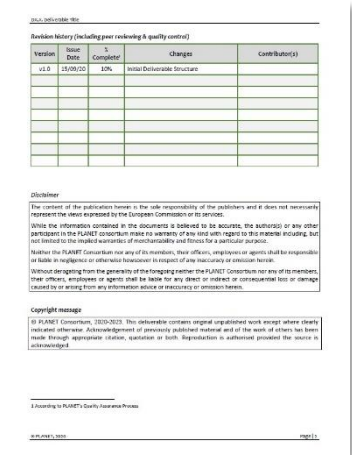 DX.X. Deliverable Title
Revision history (including peer reviewing & quality control)
Version Issue Date % Complete¹ Changes Contributor(s)
v1.0 15/09/20 10% Initial Deliverable Structure
Disclaimer
The content of the publication herein is the sole responsibility of the publishers and it does not necessarily
represent the views expressed by the European Commission or its services.
While the information contained in the documents is believed to be accurate, the authors(s) or any other
participant in the PLANET consortium make no warranty of any kind with regard to this material including, but
not limited to the implied warranties of merchantability and fitness for a particular purpose.
Neither the PLANET Consortium nor any of its members, their officers, employees or agents shall be responsible
or liable in negligence or otherwise howsoever in respect of any inaccuracy or omission herein.
Without derogating from the generality of the foregoing neither the PLANET Consortium nor any of its members,
their officers, employees or agents shall be liable for any direct or indirect or consequential loss or damage
caused by or arising from any information advice or inaccuracy or omission herein.
Copyright message
© PLANET Consortium, 2020-2023. This deliverable contains original unpublished work except where clearly
indicated otherwise. Acknowledgement of previously published material and of the work of others has been
made through appropriate citation, quotation or both. Reproduction is authorised provided the source is
acknowledged.
1 According to PLANET's Quality Assurance Process
© PLANET, 2020 Page |